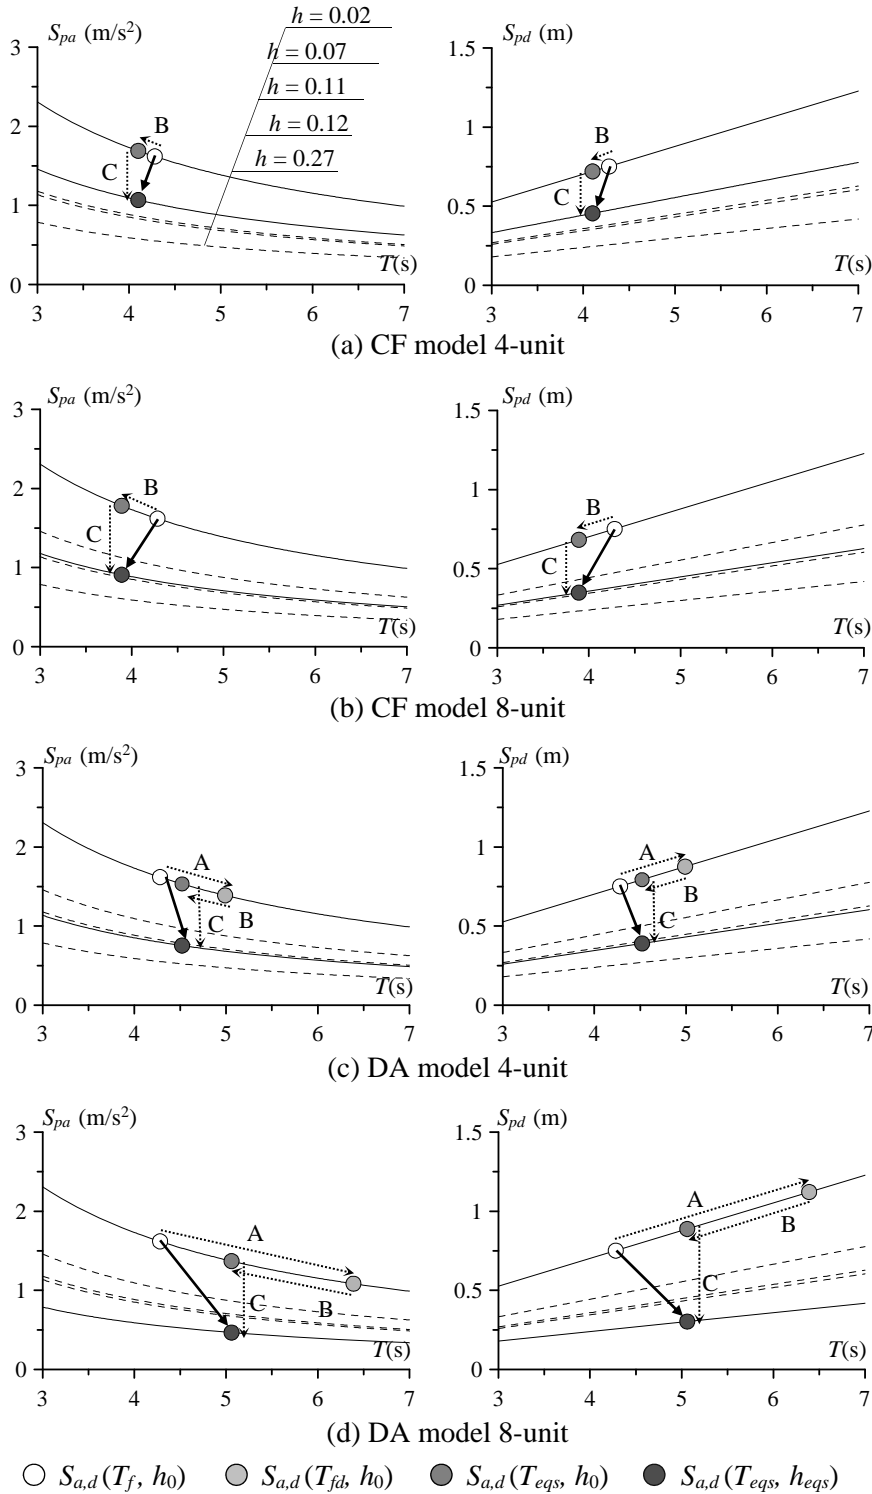 S_pa (m/s²) S_pd (m)
h = 0.02
h = 0.07
h = 0.11
h = 0.12
h = 0.27
3 2 1 0
B C
T(s)
3 4 5 6 7
1.5 1 0.5 0
B C
T(s)
3 4 5 6 7
(a) CF model 4-unit
S_pa (m/s²) S_pd (m)
3 2 1 0
B C
T(s)
3 4 5 6 7
1.5 1 0.5 0
B C
T(s)
3 4 5 6 7
(b) CF model 8-unit
S_pa (m/s²) S_pd (m)
3 2 1 0
A B C
T(s)
3 4 5 6 7
1.5 1 0.5 0
A B C
T(s)
3 4 5 6 7
(c) DA model 4-unit
S_pa (m/s²) S_pd (m)
3 2 1 0
A B C
T(s)
3 4 5 6 7
1.5 1 0.5 0
A B C
T(s)
3 4 5 6 7
(d) DA model 8-unit
S_a,d (T_f, h_0) S_a,d (T_fd, h_0) S_a,d (T_eqs, h_0) S_a,d (T_eqs, h_eqs)